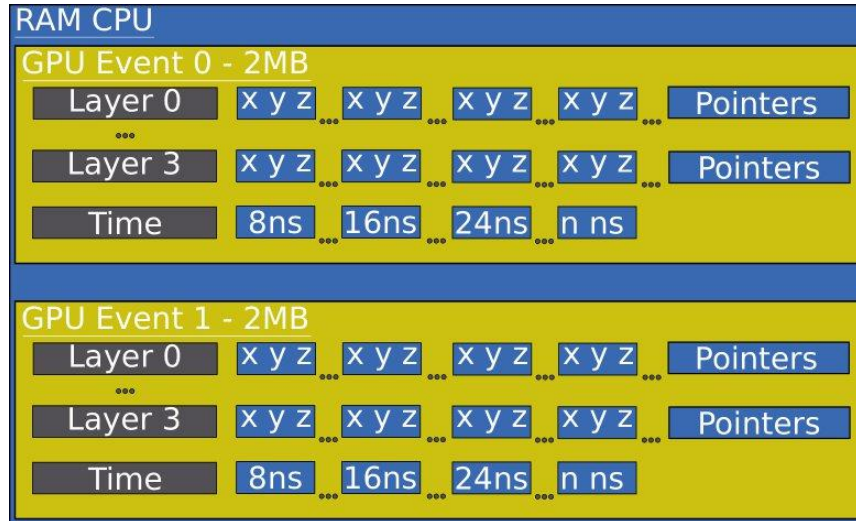 RAM CPU
GPU Event 0 - 2MB
Layer 0 x y z ... x y z ... x y z ... x y z ... Pointers
...
Layer 3 x y z ... x y z ... x y z ... x y z ... Pointers
Time 8ns ... 16ns ... 24ns ... n ns
GPU Event 1 - 2MB
Layer 0 x y z ... x y z ... x y z ... x y z ... Pointers
...
Layer 3 x y z ... x y z ... x y z ... x y z ... Pointers
Time 8ns ... 16ns ... 24ns ... n ns